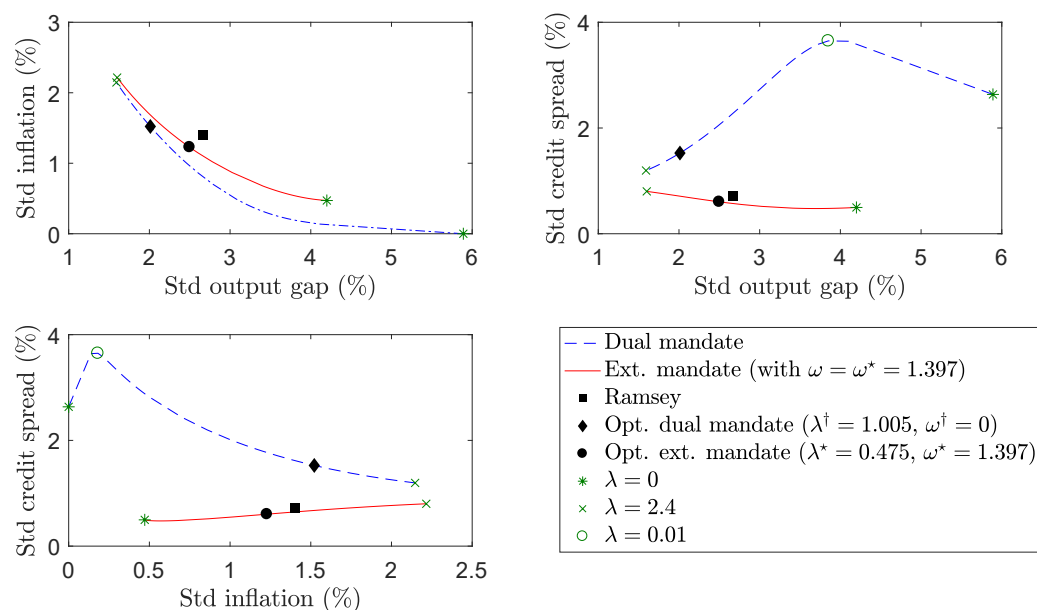 3
2
1
0
Std inflation (%)
1
2
3
4
5
6
Std output gap (%)
4
2
0
Std credit spread (%)
1
2
3
4
5
6
Std output gap (%)
4
2
0
Std credit spread (%)
0
0.5
1
1.5
2
2.5
Std inflation (%)
Dual mandate
Ext. mandate (with ω = ω⋆ = 1.397)
Ramsey
Opt. dual mandate (λ† = 1.005, ω† = 0)
Opt. ext. mandate (λ⋆ = 0.475, ω⋆ = 1.397)
λ = 0
λ = 2.4
λ = 0.01